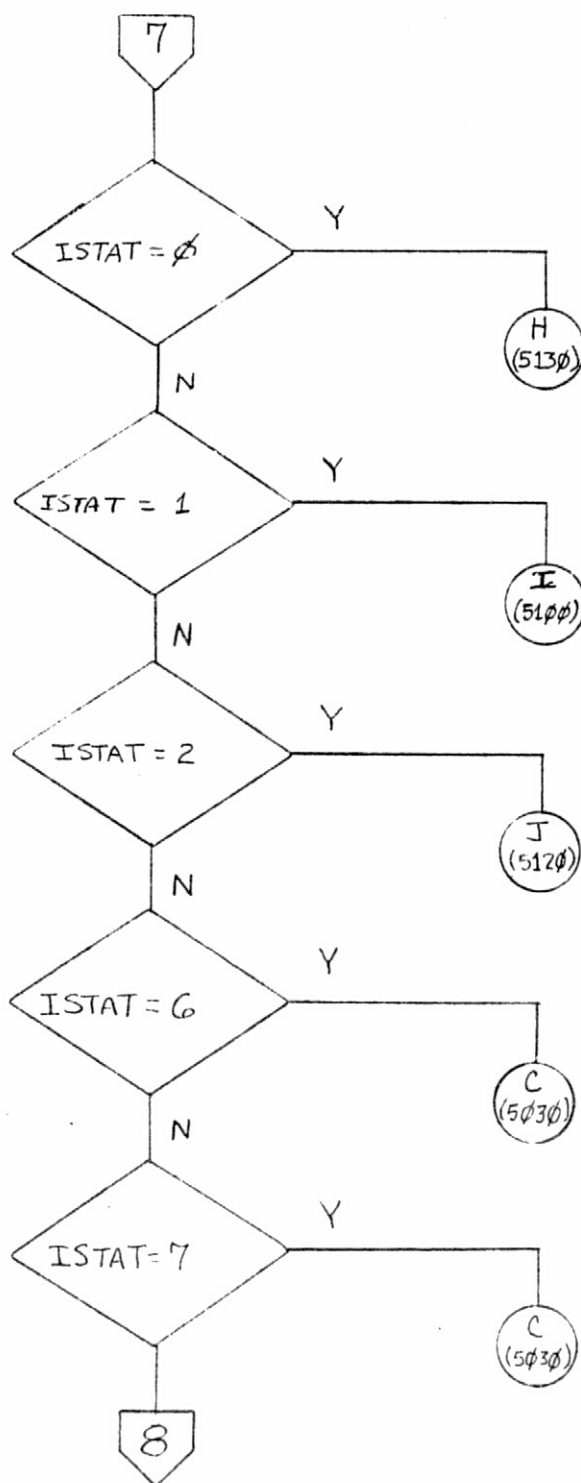 7
ISTAT = Ø
Y
H
(513Ø)
N
ISTAT = 1
Y
I
(51ØØ)
N
ISTAT = 2
Y
J
(512Ø)
N
ISTAT = 6
Y
C
(5Ø3Ø)
N
ISTAT = 7
Y
C
(5Ø3Ø)
8